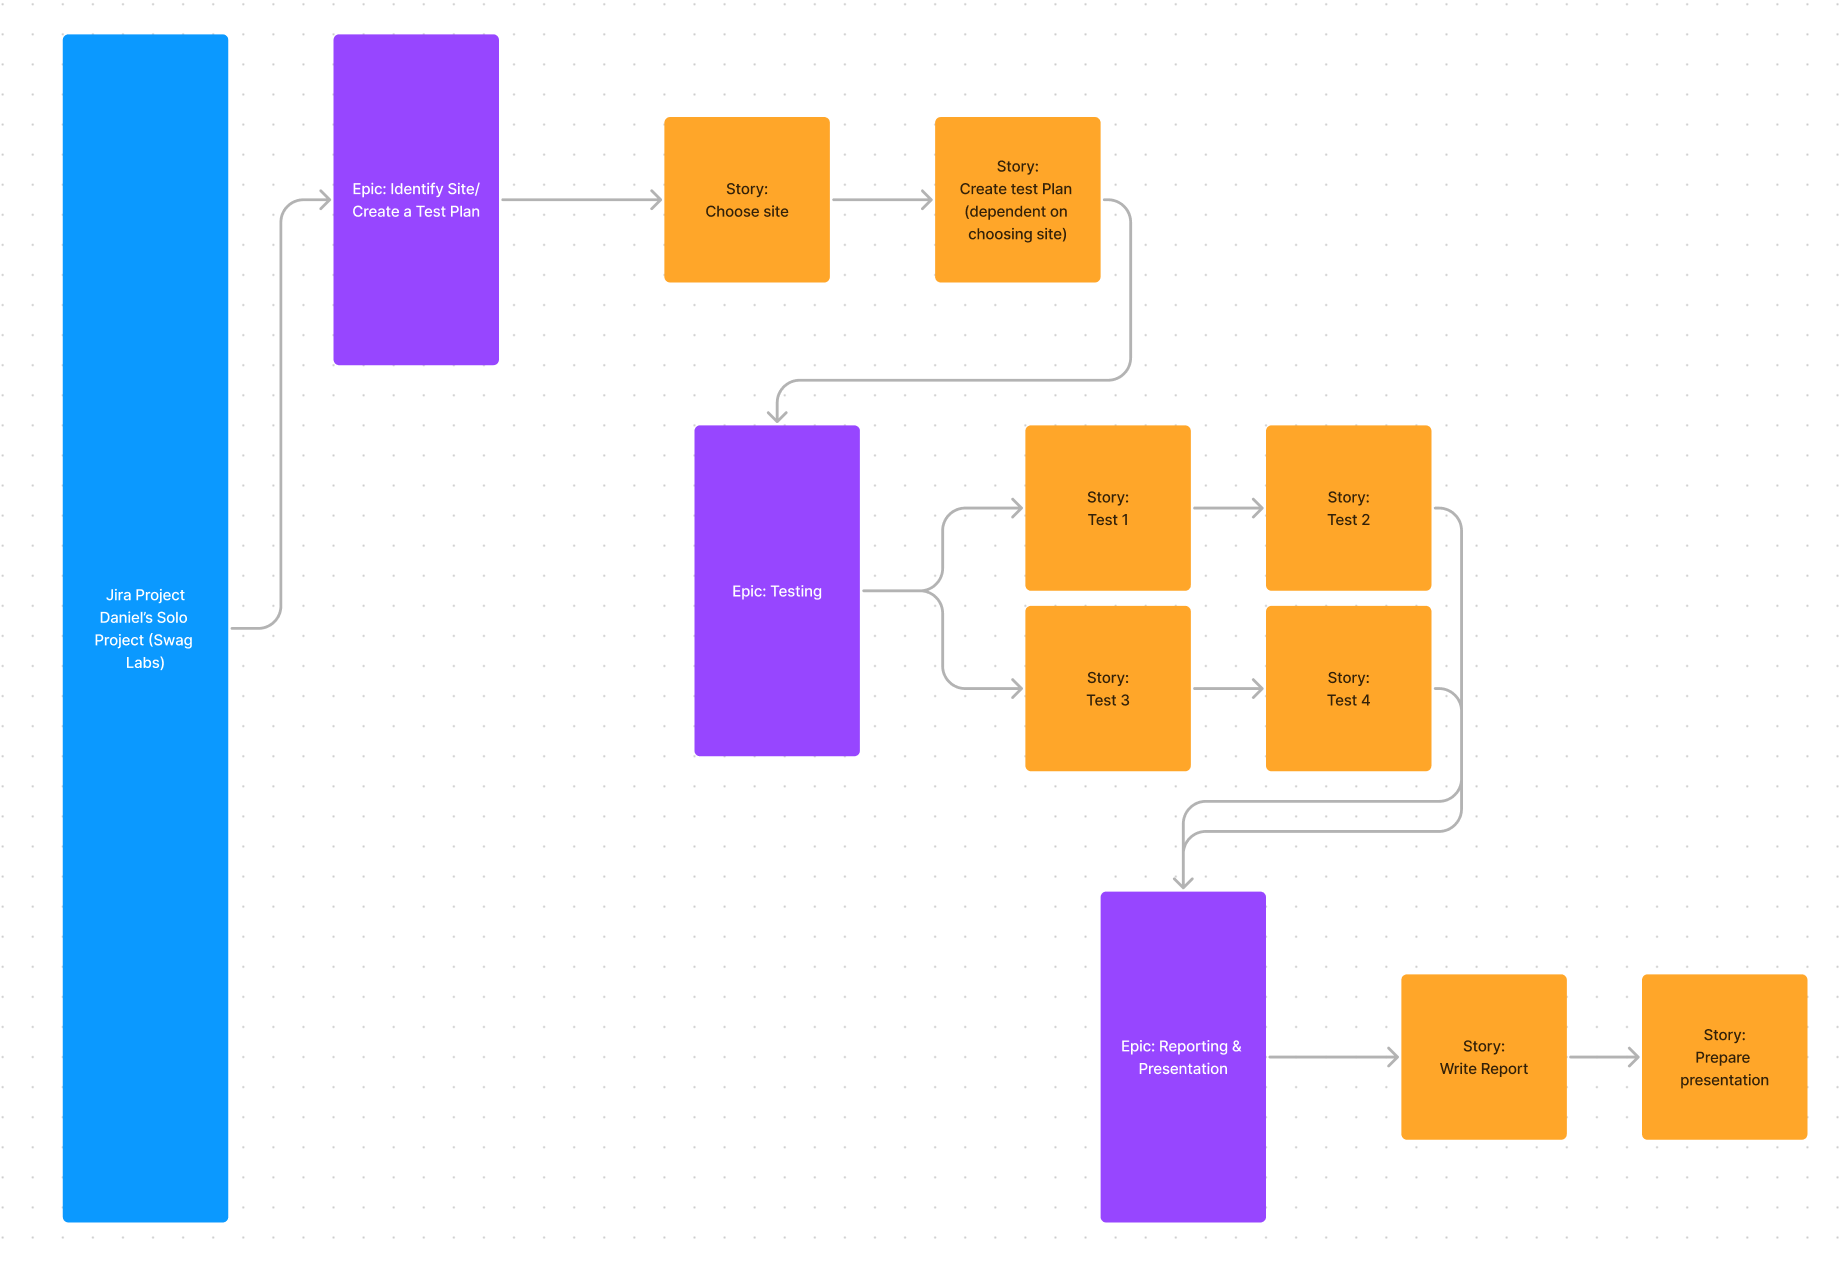 Jira Project
Daniel's Solo
Project (Swag
Labs)
Epic: Identify Site/
Create a Test Plan
Story:
Choose site
Story:
Create test Plan
(dependent on
choosing site)
Epic: Testing
Story:
Test 1
Story:
Test 2
Story:
Test 3
Story:
Test 4
Epic: Reporting &
Presentation
Story:
Write Report
Story:
Prepare
presentation